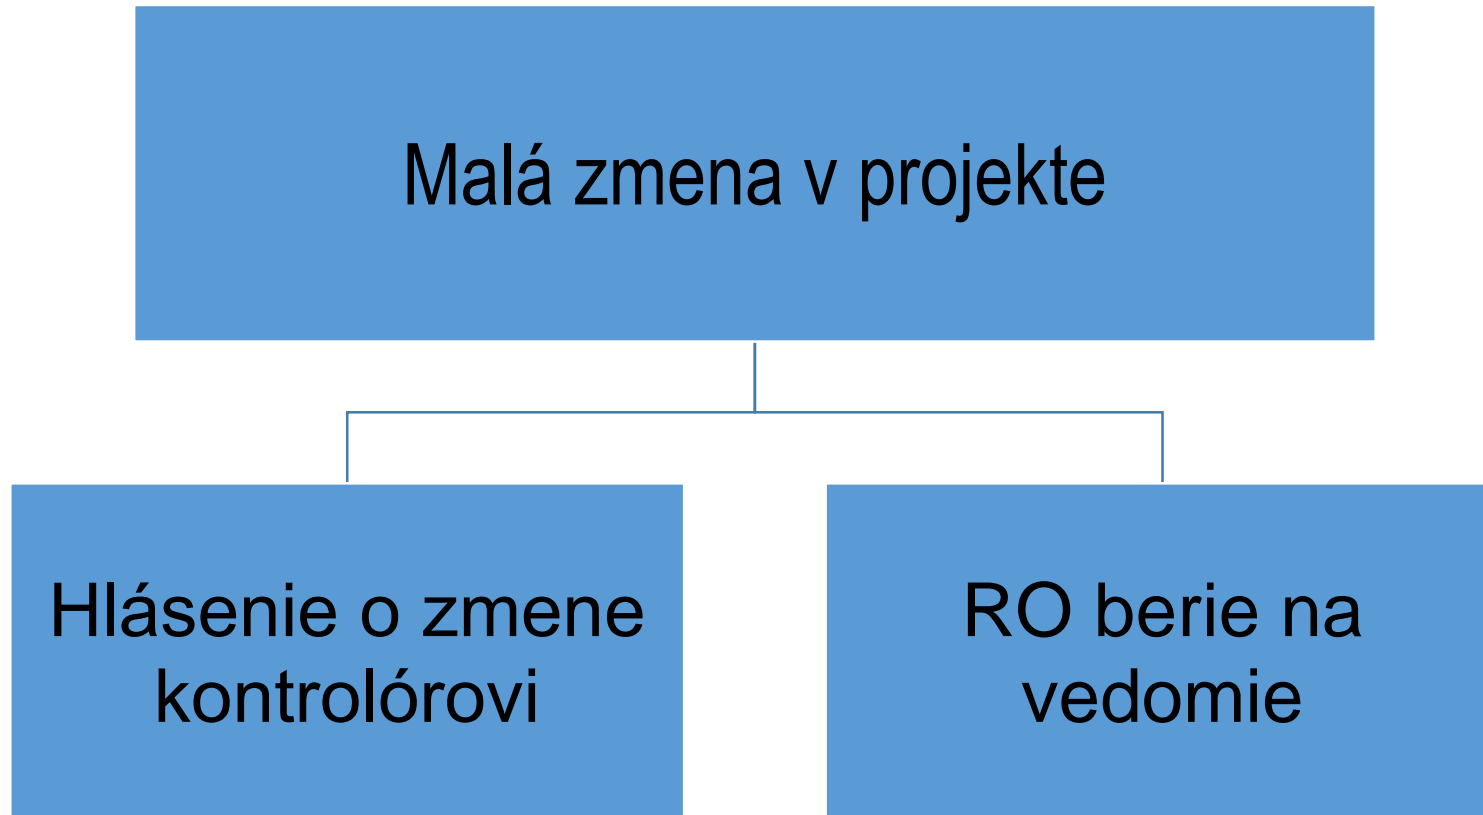 Malá zmena v projekte
Hlásenie o zmene
kontrolórovi
RO berie na
vedomie